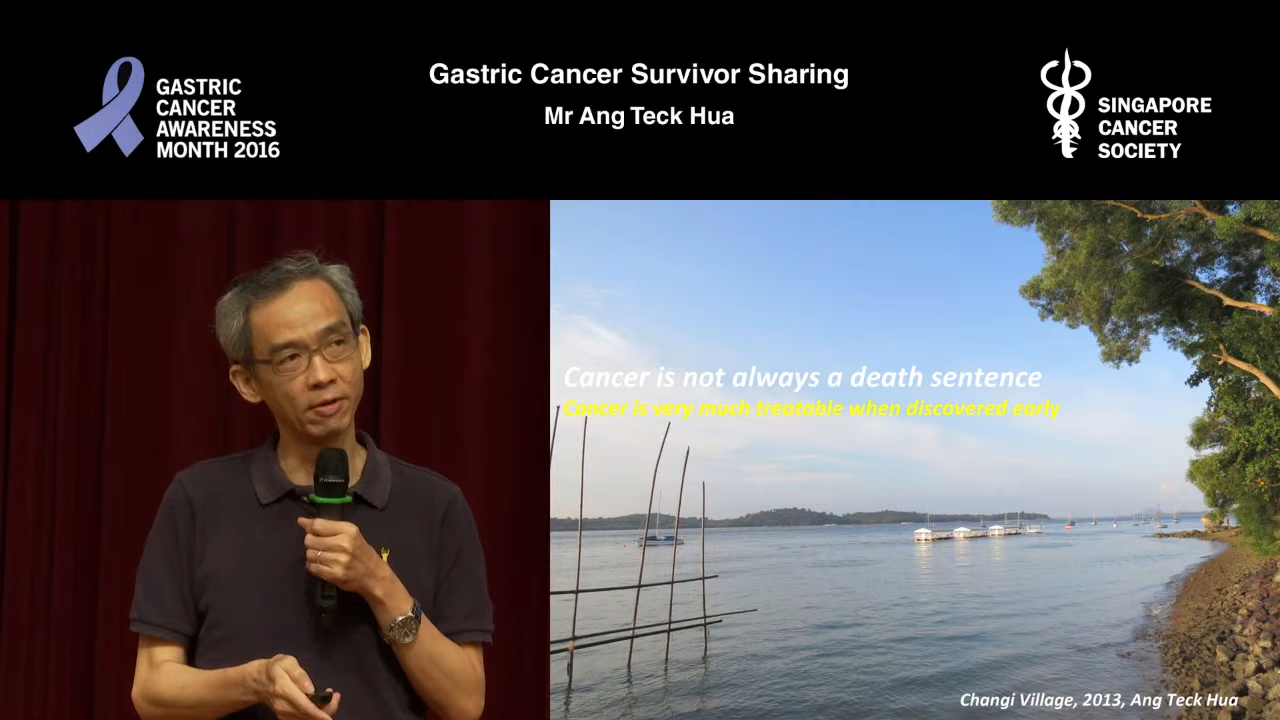 Gastric Cancer Survivor Sharing
Mr Ang Teck Hua
GASTRIC
CANCER
AWARENESS
MONTH 2016
SINGAPORE
CANCER
SOCIETY
Cancer is not always a death sentence
Cancer is very much treatable when discovered early
Changi Village, 2013, Ang Teck Hua